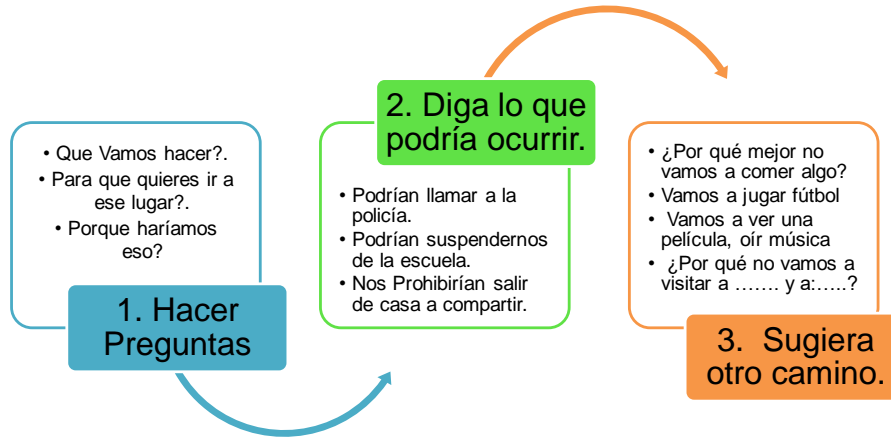 • Que Vamos hacer?.
• Para que quieres ir a
ese lugar?.
• Porque haríamos
eso?
1. Hacer
Preguntas
2. Diga lo que
podría ocurrir.
• Podrían llamar a la
policía.
• Podrían suspendernos
de la escuela.
• Nos Prohibirían salir
de casa a compartir.
• ¿Por qué mejor no
vamos a comer algo?
• Vamos a jugar fútbol
• Vamos a ver una
película, oír música
• ¿Por qué no vamos a
visitar a ……. y a:…..?
3. Sugiera
otro camino.